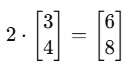 2 · [3 4] = [6 8]